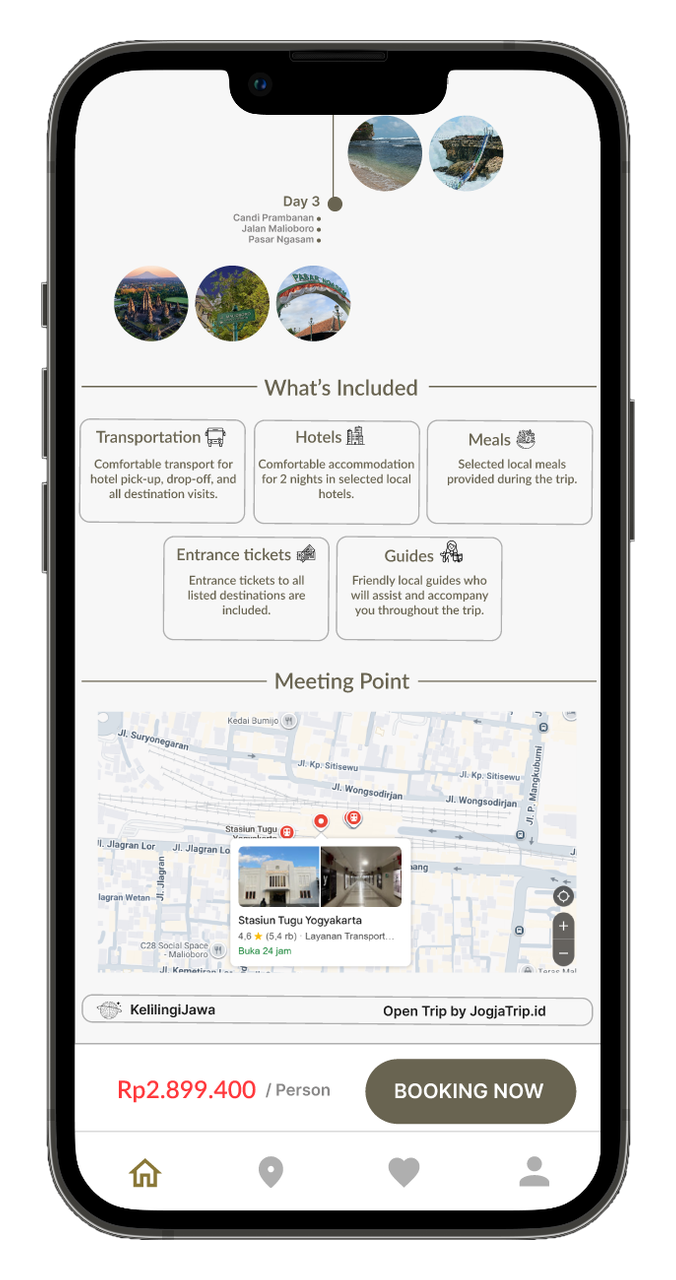 Day 3
Candi Prambanan •
Jalan Malioboro •
Pasar Ngasam •
What's Included
Transportation
Comfortable transport for
hotel pick-up, drop-off, and
all destination visits.
Hotels
Comfortable accommodation
for 2 nights in selected local
hotels.
Meals
Selected local meals
provided during the trip.
Entrance tickets
Entrance tickets to all
listed destinations are
included.
Guides
Friendly local guides who
will assist and accompany
you throughout the trip.
Meeting Point
Kedai Bumijo
Jl. Suryonegaran
Jl. Kp. Sitisewu
Jl. Kp. Sitisewu
Jl. Wongsodirjan
Jl. Wongsodirjan
Jl. P. Mangkubumi
Stasiun Tugu
Yogyakarta
Jl. Jlagran Lor
Jl. Jlagran Lo
Jl. Jlagran
lagran Wetan
Stasiun Tugu Yogyakarta
4,6 ★ (5,4 rb) · Layanan Transport...
Buka 24 jam
C28 Social Space
- Malioboro
Jl. Kemetiran Lor
Teras Mal
KelilingiJawa
Open Trip by JogjaTrip.id
Rp2.899.400 / Person
BOOKING NOW